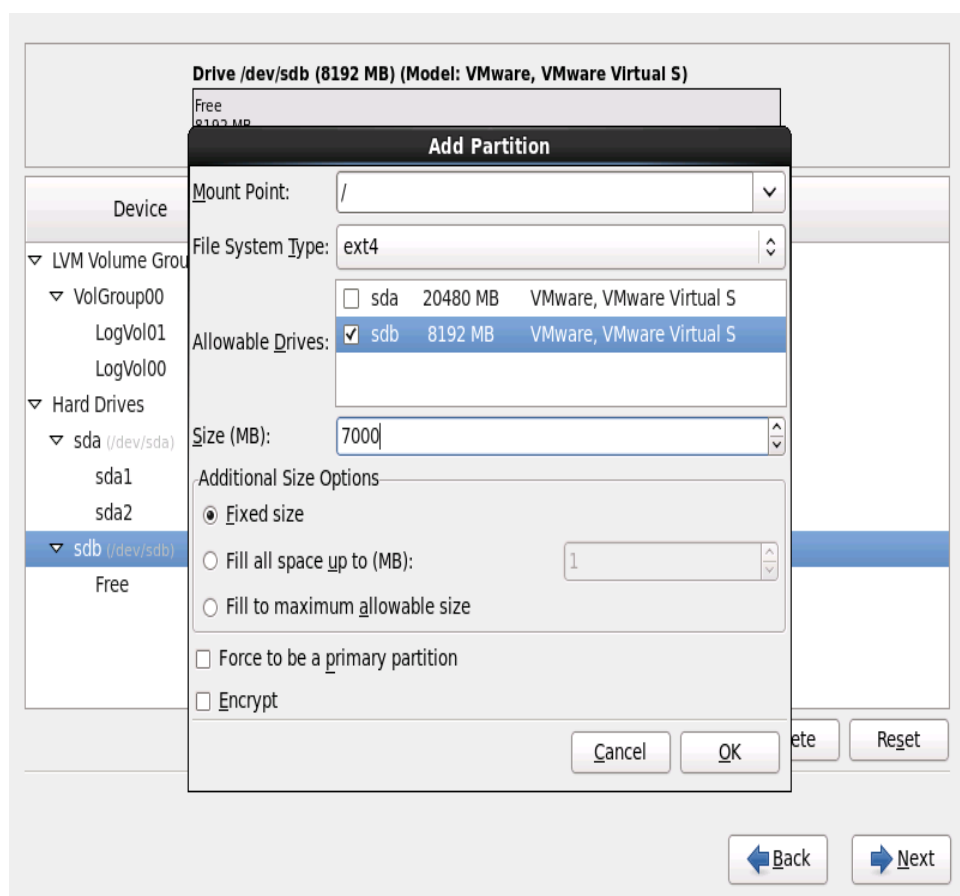 Drive /dev/sdb (8192 MB) (Model: VMware, VMware Virtual S)
Free
8192 MB
Add Partition
Mount Point: /
Device
File System Type: ext4
LVM Volume Grou
VolGroup00
LogVol01
LogVol00
Hard Drives
sda (/dev/sda)
sda1
sda2
sdb (/dev/sdb)
Free
Allowable Drives:
sda 20480 MB VMware, VMware Virtual S
sdb 8192 MB VMware, VMware Virtual S
Size (MB): 7000
Additional Size Options
Fixed size
Fill all space up to (MB): 1
Fill to maximum allowable size
Force to be a primary partition
Encrypt
Cancel OK
ete Reset
Back Next